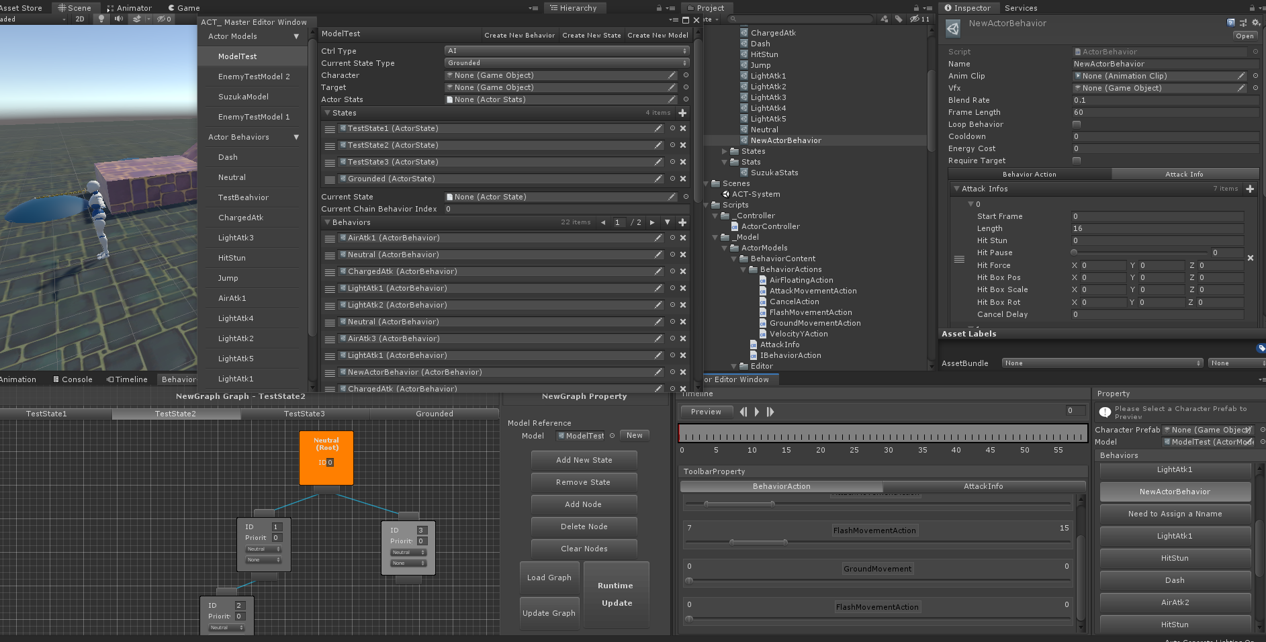 Asset Store
Scene
Animator
Game
aded
2D
0
Hierarchy
Project
11
Inspector
Services
ACT_ Master Editor Window
Actor Models
ModelTest
EnemyTestModel 2
SuzukaModel
EnemyTestModel 1
Actor Behaviors
Dash
Neutral
TestBeahvior
ChargedAtk
LightAtk3
HitStun
Jump
AirAtk1
LightAtk4
LightAtk2
LightAtk5
LightAtk1
ModelTest
Create New Behavior
Create New State
Create New Model
Ctrl Type AI
Current State Type Grounded
Character None (Game Object)
Target None (Game Object)
Actor Stats None (Actor Stats)
States 4 items
TestState1 (ActorState)
TestState2 (ActorState)
TestState3 (ActorState)
Grounded (ActorState)
Current State None (Actor State)
Current Chain Behavior Index 0
Behaviors 22 items 1 / 2
AirAtk1 (ActorBehavior)
Neutral (ActorBehavior)
ChargedAtk (ActorBehavior)
LightAtk1 (ActorBehavior)
LightAtk2 (ActorBehavior)
Neutral (ActorBehavior)
AirAtk3 (ActorBehavior)
LightAtk1 (ActorBehavior)
NewActorBehavior (ActorBehavior)
ChargedAtk (ActorBehavior)
ChargedAtk
Dash
HitStun
Jump
LightAtk1
LightAtk2
LightAtk3
LightAtk4
LightAtk5
Neutral
NewActorBehavior
States
Stats
SuzukaStats
Scenes
ACT-System
Scripts
_Controller
ActorController
_Model
ActorModels
BehaviorContent
BehaviorActions
AirFloatingAction
AttackMovementAction
CancelAction
FlashMovementAction
GroundMovementAction
VelocityYAction
AttackInfo
IBehaviorAction
Editor
NewActorBehavior
Open
Script ActorBehavior
Name NewActorBehavior
Anim Clip None (Animation Clip)
Vfx None (Game Object)
Blend Rate 0.1
Frame Length 60
Loop Behavior
Cooldown 0
Energy Cost 0
Require Target
Behavior Action
Attack Info
Attack Infos 7 items
0
Start Frame 0
Length 16
Hit Stun 0
Hit Pause 0
Hit Force X 0 Y 0 Z 0
Hit Box Pos X 0 Y 0 Z 0
Hit Box Scale X 0 Y 0 Z 0
Hit Box Rot X 0 Y 0 Z 0
Cancel Delay 0
Asset Labels
AssetBundle None None
Animation
Console
Timeline
Behavior
NewGraph Graph - TestState2
TestState1
TestState2
TestState3
Grounded
Neutral
(Root)
ID 0
ID 1
Priorit 0
Neutral
None
ID 3
Priorit: 0
Neutral
None
ID 2
Priorit: 0
Neutral
NewGraph Property
Model Reference
Model ModelTest New
Add New State
Remove State
Add Node
Delete Node
Clear Nodes
Load Graph
Update Graph
Runtime
Update
or Editor Window
Timeline
Preview
0
0 5 10 15 20 25 30 35 40 45 50 55
ToolbarProperty
BehaviorAction
AttackInfo
7 FlashMovementAction 15
0 GroundMovement 0
0 FlashMovementAction 0
Property
Please Select a Character Prefab to
Preview
Character Prefab None (Game Object)
Model ModelTest (ActorMod
Behaviors
LightAtk1
NewActorBehavior
Need to Assign a Nname
LightAtk1
HitStun
Dash
AirAtk2
HitStun